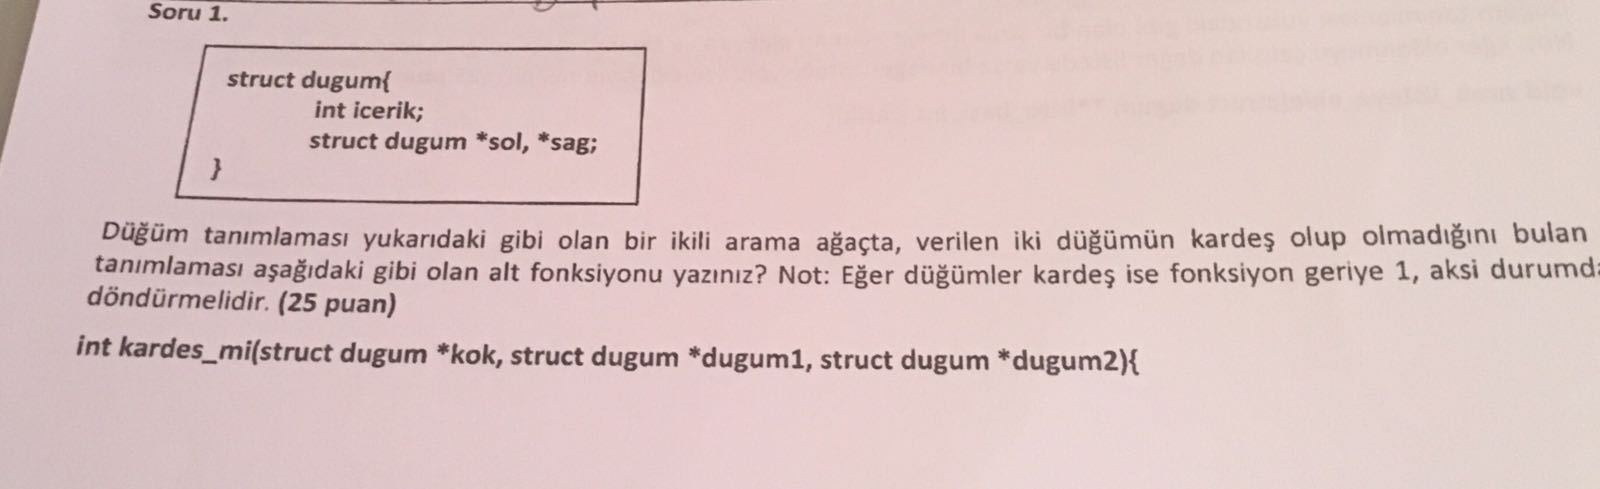 Soru 1.
struct dugum{
int icerik;
struct dugum *sol, *sag;
}
Düğüm tanımlaması yukarıdaki gibi olan bir ikili arama ağaçta, verilen iki düğümün kardeş olup olmadığını bulan
tanımlaması aşağıdaki gibi olan alt fonksiyonu yazınız? Not: Eğer düğümler kardeş ise fonksiyon geriye 1, aksi
döndürmelidir. (25 puan)
int kardes_mi(struct dugum *kok, struct dugum *dugum1, struct dugum *dugum2){